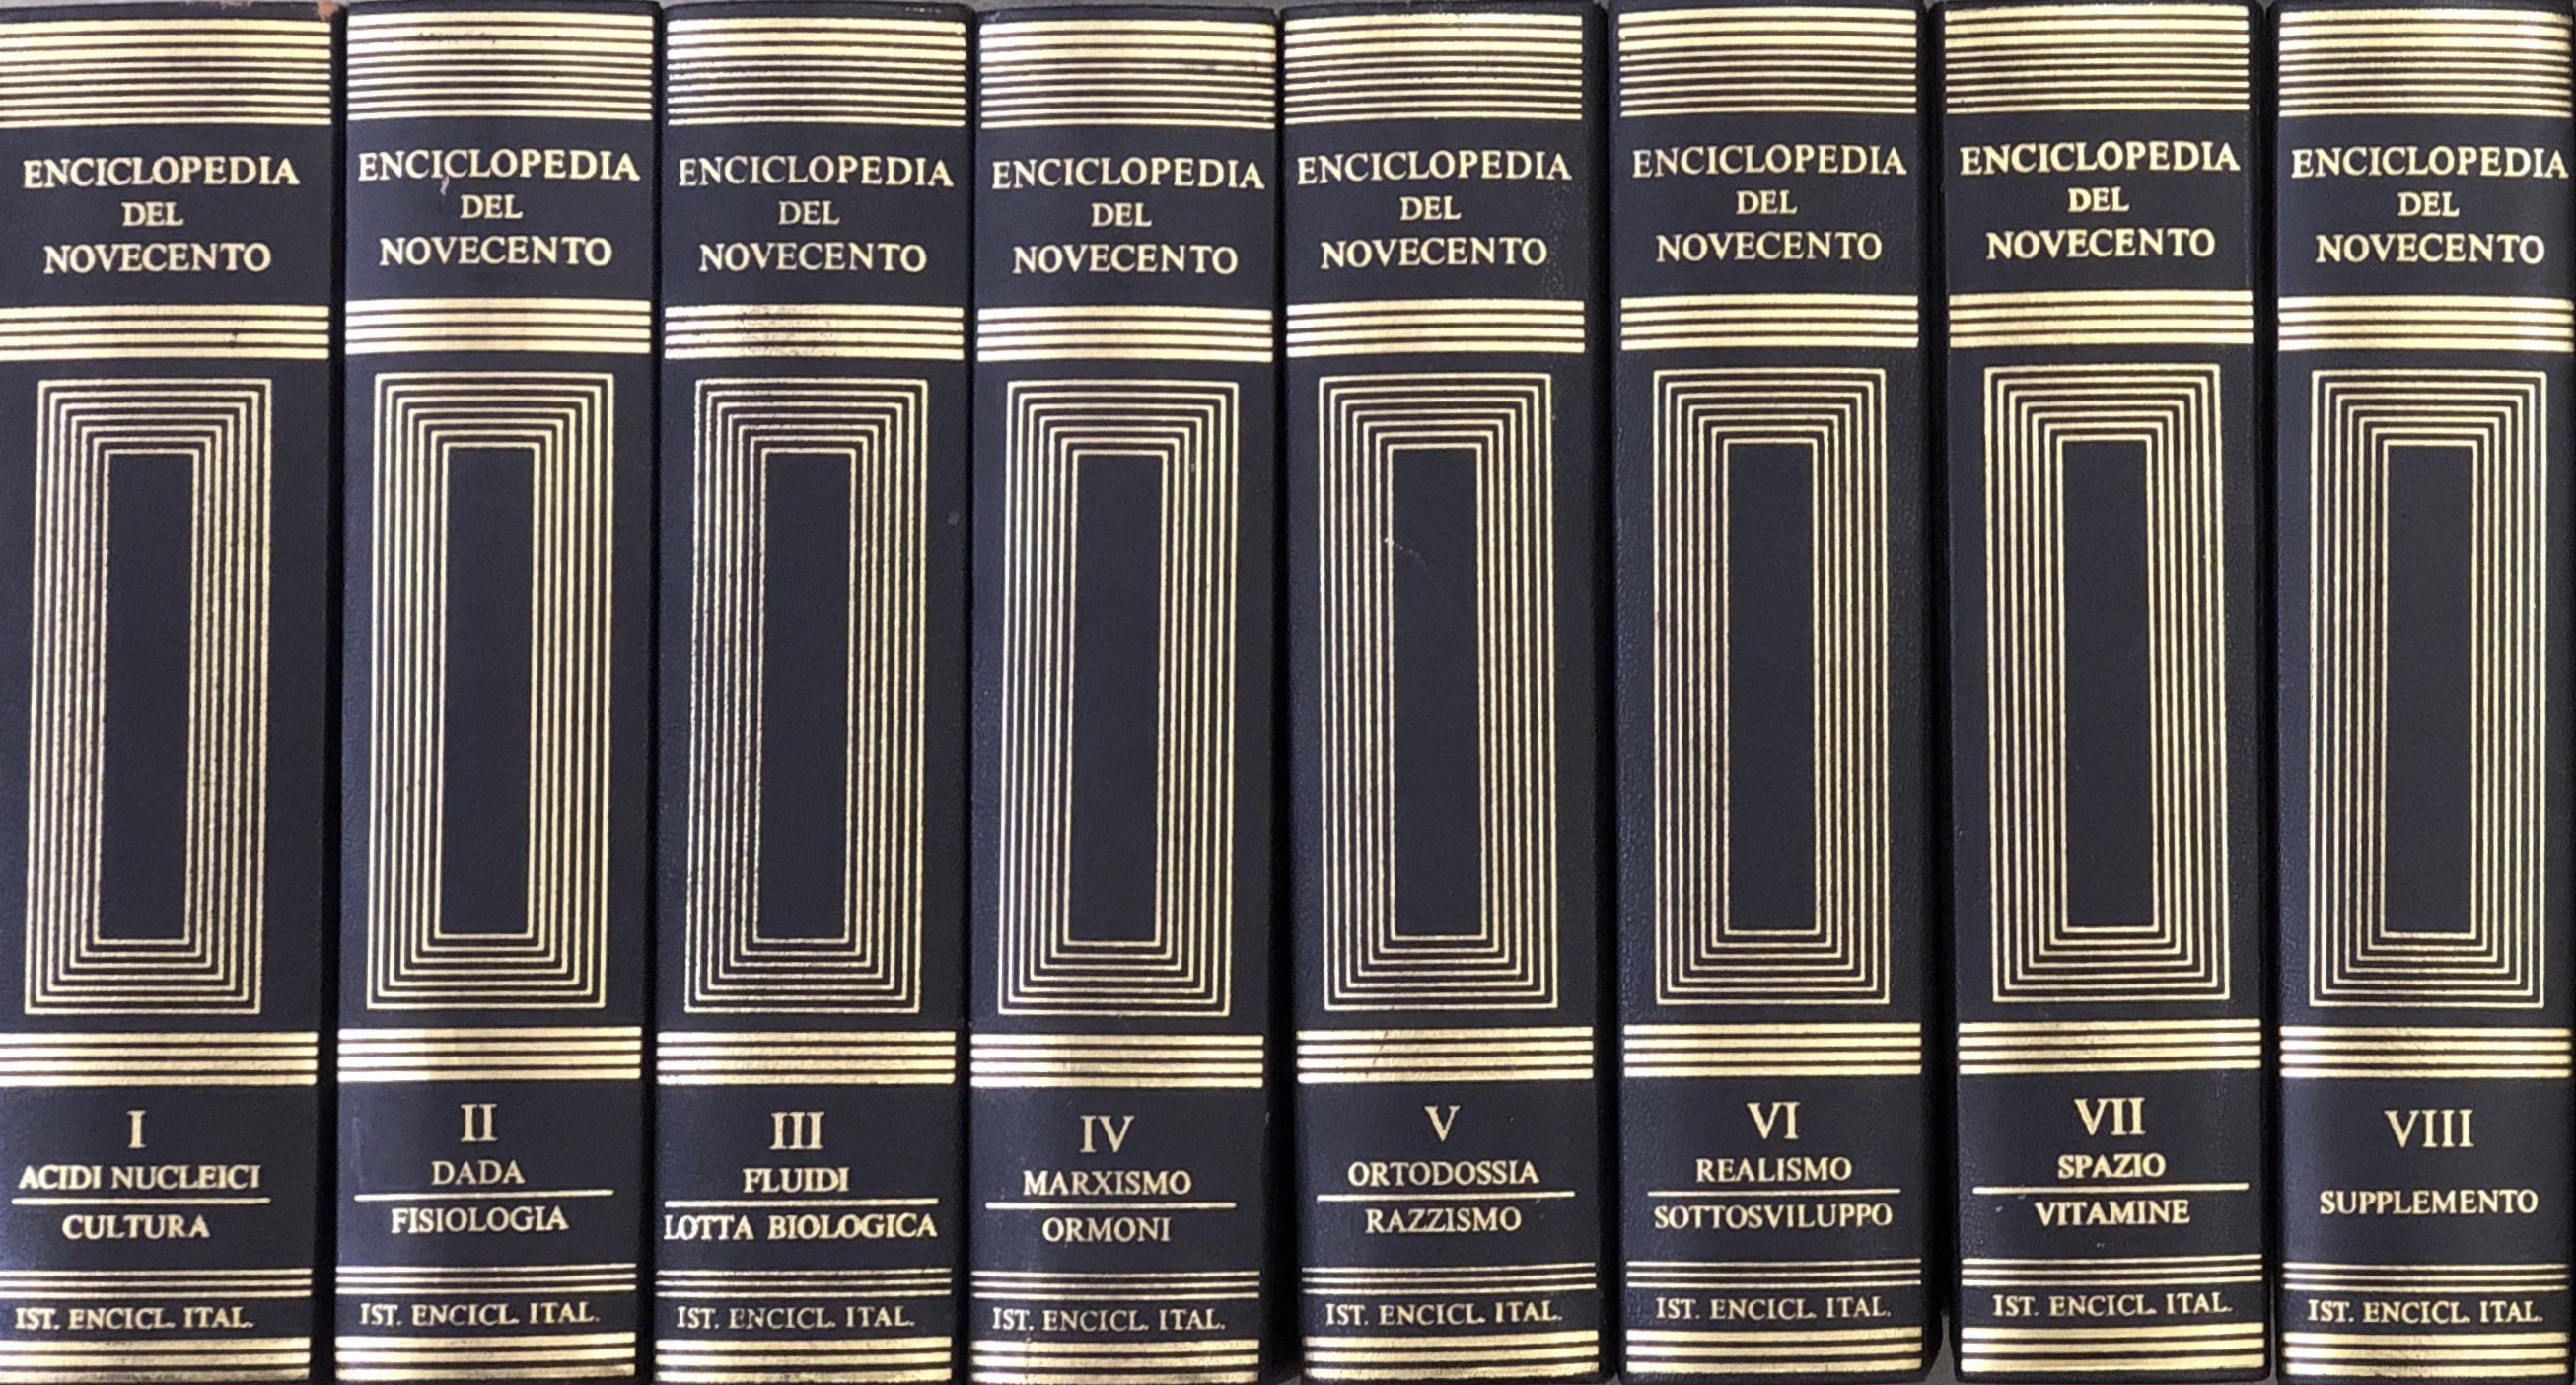 ENCICLOPEDIA
DEL
NOVECENTO
I
ACIDI NUCLEICI
CULTURA
IST. ENCICL. ITAL.
ENCICLOPEDIA
DEL
NOVECENTO
II
DADA
FISIOLOGIA
IST. ENCICL. ITAL.
ENCICLOPEDIA
DEL
NOVECENTO
III
FLUIDI
LOTTA BIOLOGICA
IST. ENCICL. ITAL.
ENCICLOPEDIA
DEL
NOVECENTO
IV
MARXISMO
ORMONI
IST. ENCICL. ITAL.
ENCICLOPEDIA
DEL
NOVECENTO
V
ORTODOSSIA
RAZZISMO
IST. ENCICL. ITAL.
ENCICLOPEDIA
DEL
NOVECENTO
VI
REALISMO
SOTTOSVILUPPO
IST. ENCICL. ITAL.
ENCICLOPEDIA
DEL
NOVECENTO
VII
SPAZIO
VITAMINE
IST. ENCICL. ITAL.
ENCICLOPEDIA
DEL
NOVECENTO
VIII
SUPPLEMENTO
IST. ENCICL. ITAL.